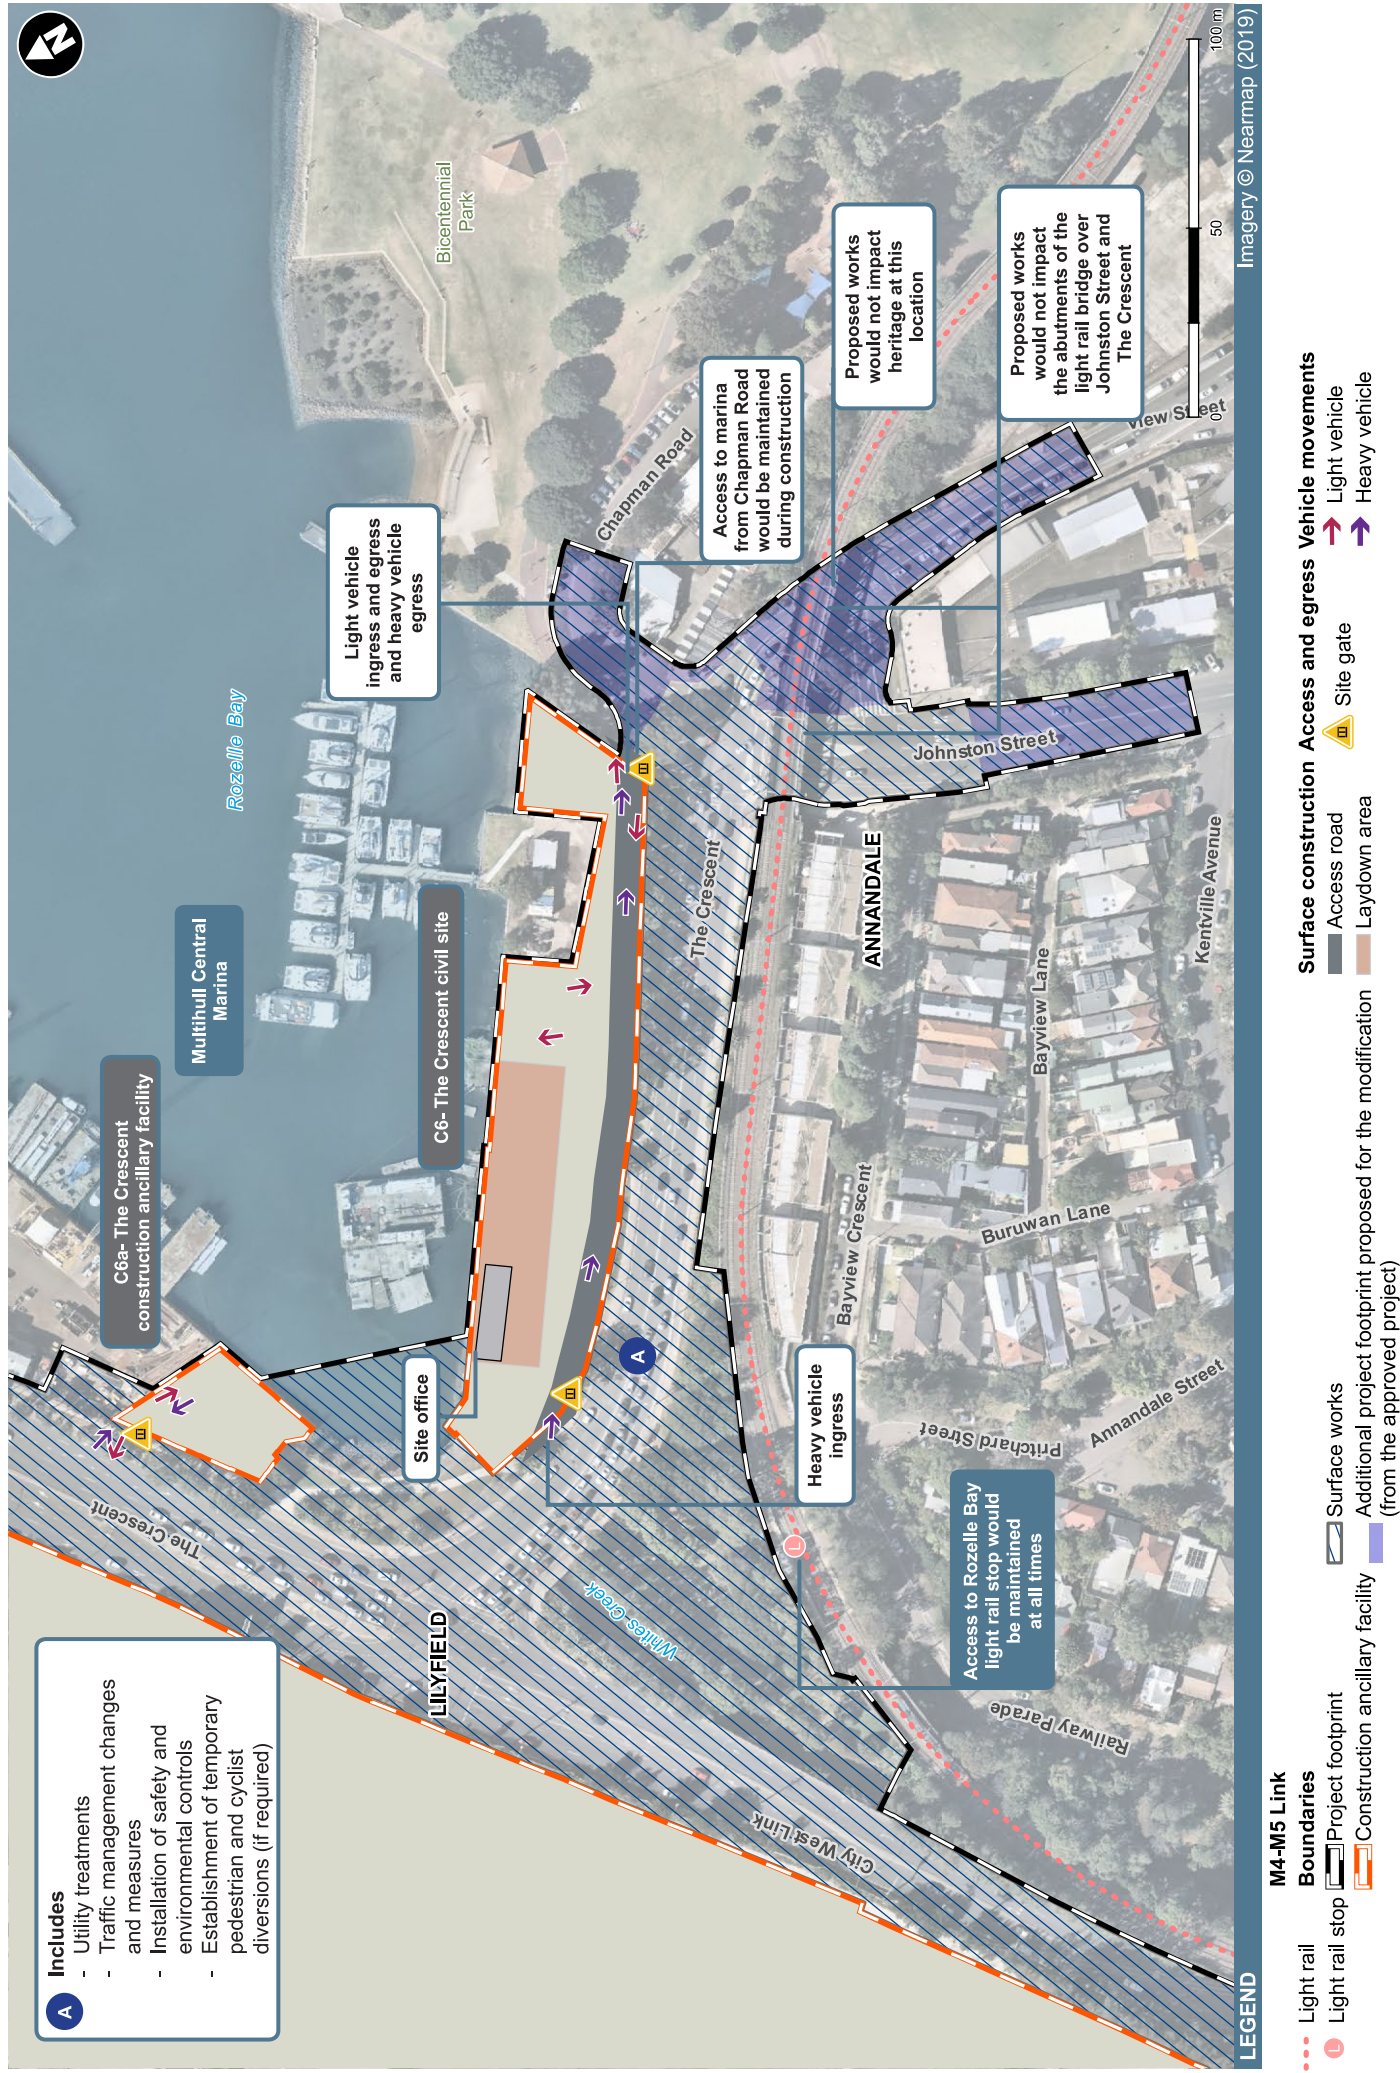 A
Includes
- Utility treatments
- Traffic management changes
and measures
- Installation of safety and
environmental controls
- Establishment of temporary
pedestrian and cyclist
diversions (if required)
C6a- The Crescent
construction ancillary facility
Multihull Central
Marina
Rozelle Bay
N
The Crescent
LILYFIELD
Site office
C6- The Crescent civil site
Light vehicle
ingress and egress
and heavy vehicle
egress
Bicentennial
Park
Chapman Road
Whites Creek
A
The Crescent
Access to marina
from Chapman Road
would be maintained
during construction
City West Link
L
Heavy vehicle
ingress
Bayview Crescent
ANNANDALE
Proposed works
would not impact
heritage at this
location
Access to Rozelle Bay
light rail stop would
be maintained
at all times
Pritchard Street
Annandale Street
Buruwan Lane
Bayview Lane
Johnston Street
Proposed works
would not impact
the abutments of the
light rail bridge over
Johnston Street and
The Crescent
Railway Parade
Kentville Avenue
View Street
0
50
100 m
LEGEND
Imagery © Nearmap (2019)
Light rail
L Light rail stop
M4-M5 Link
Boundaries
Project footprint
Construction ancillary facility
Surface works
Additional project footprint proposed for the modification
(from the approved project)
Surface construction
Access road
Laydown area
Access and egress
Site gate
Vehicle movements
Light vehicle
Heavy vehicle